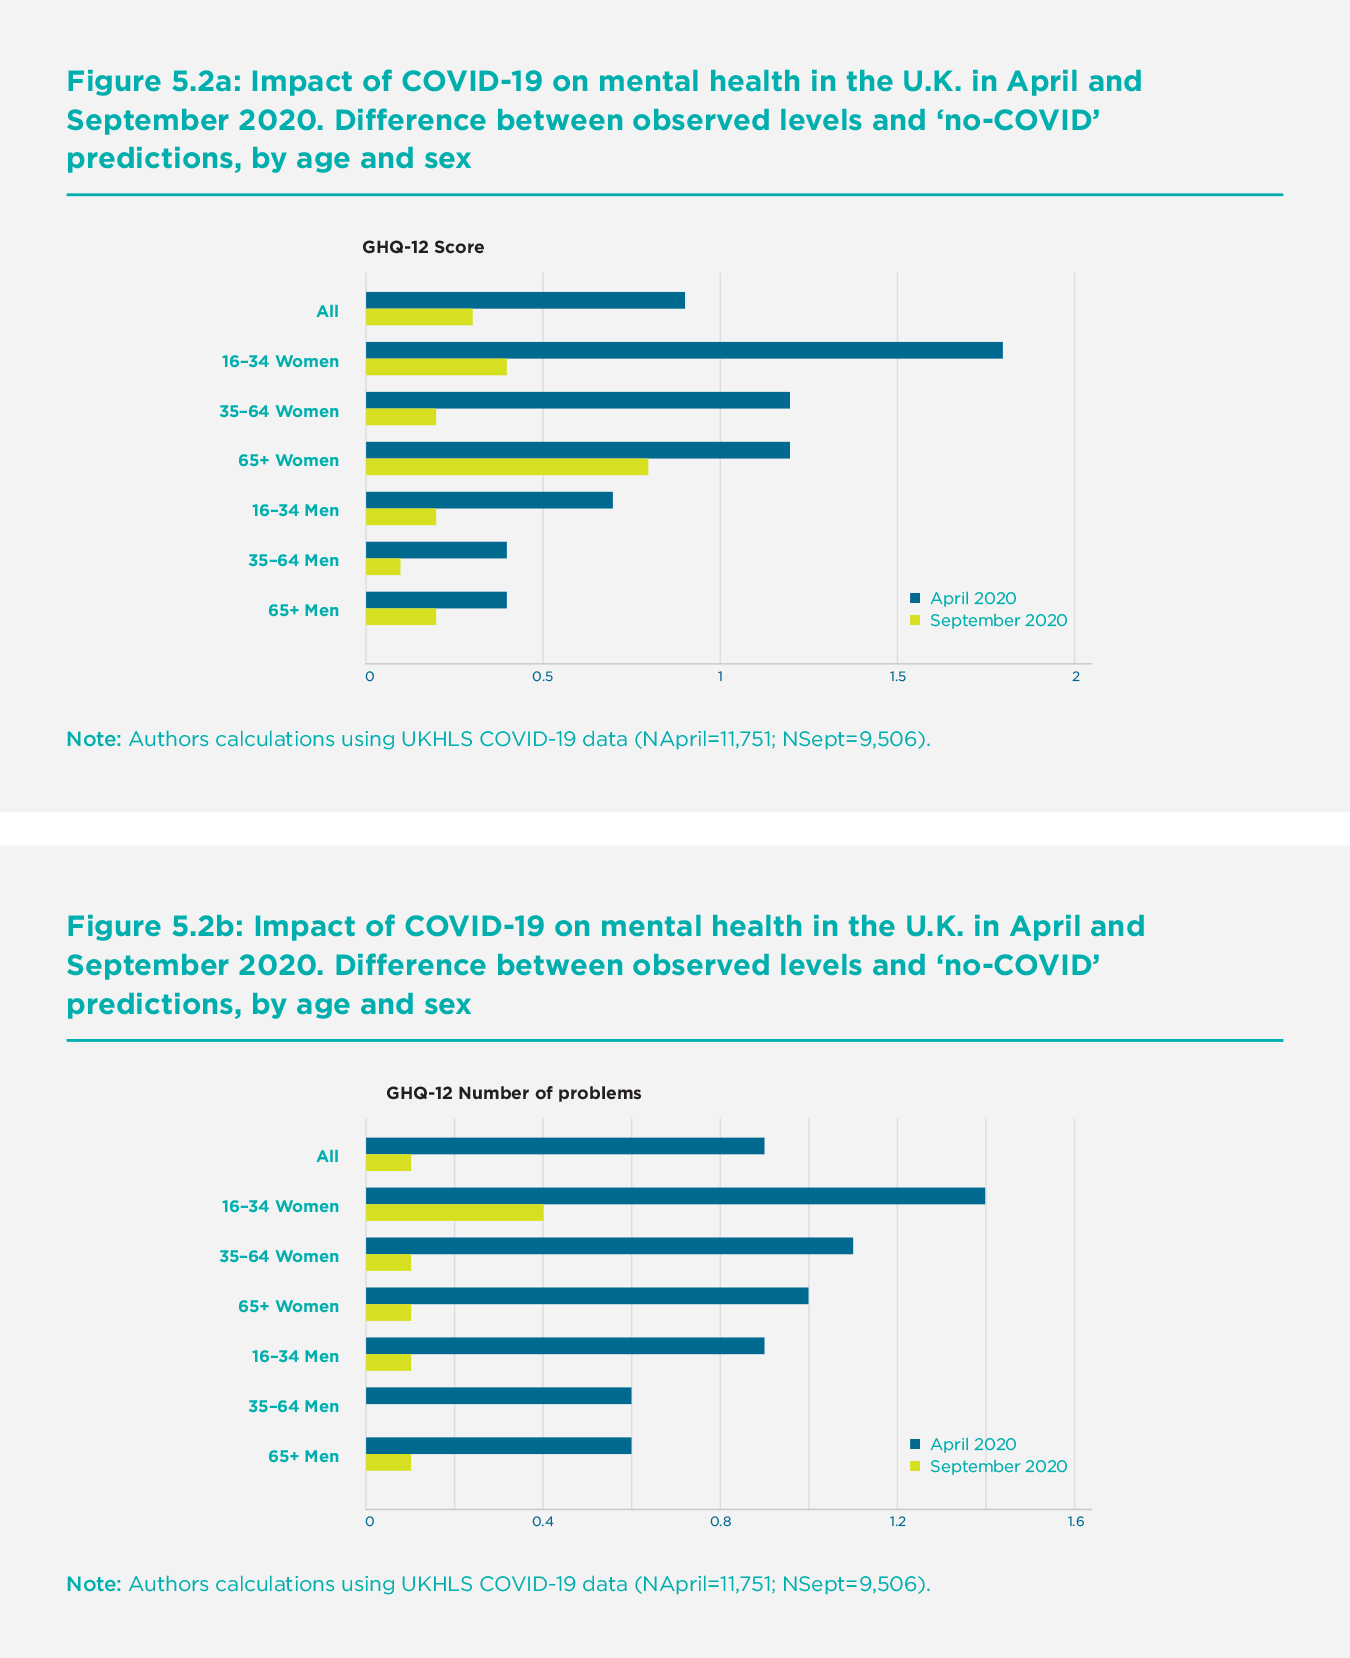 Figure 5.2a: Impact of COVID-19 on mental health in the U.K. in April and
September 2020. Difference between observed levels and ‘no-COVID’
predictions, by age and sex
GHQ-12 Score
All
16–34 Women
35–64 Women
65+ Women
16–34 Men
35–64 Men
65+ Men
April 2020
September 2020
0 0.5 1 1.5 2
Note: Authors calculations using UKHLS COVID-19 data (NApril=11,751; NSept=9,506).
Figure 5.2b: Impact of COVID-19 on mental health in the U.K. in April and
September 2020. Difference between observed levels and ‘no-COVID’
predictions, by age and sex
GHQ-12 Number of problems
All
16–34 Women
35–64 Women
65+ Women
16–34 Men
35–64 Men
65+ Men
April 2020
September 2020
0 0.4 0.8 1.2 1.6
Note: Authors calculations using UKHLS COVID-19 data (NApril=11,751; NSept=9,506).